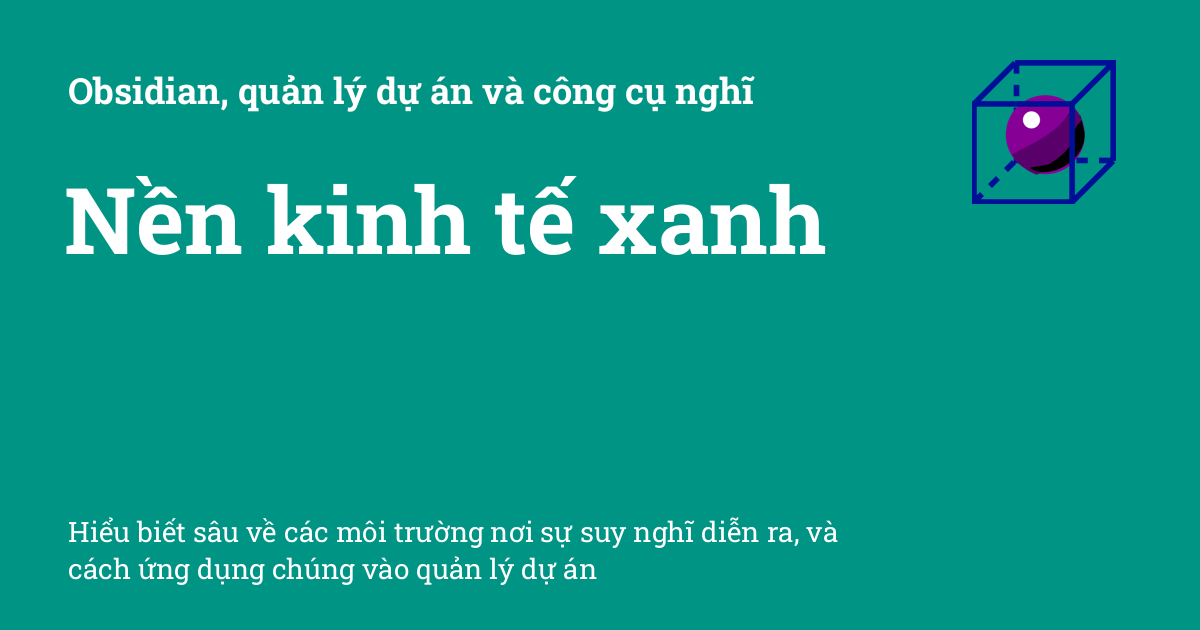 Obsidian, quản lý dự án và công cụ nghĩ
Nền kinh tế xanh
Hiểu biết sâu về các môi trường nơi sự suy nghĩ diễn ra, và
cách ứng dụng chúng vào quản lý dự án